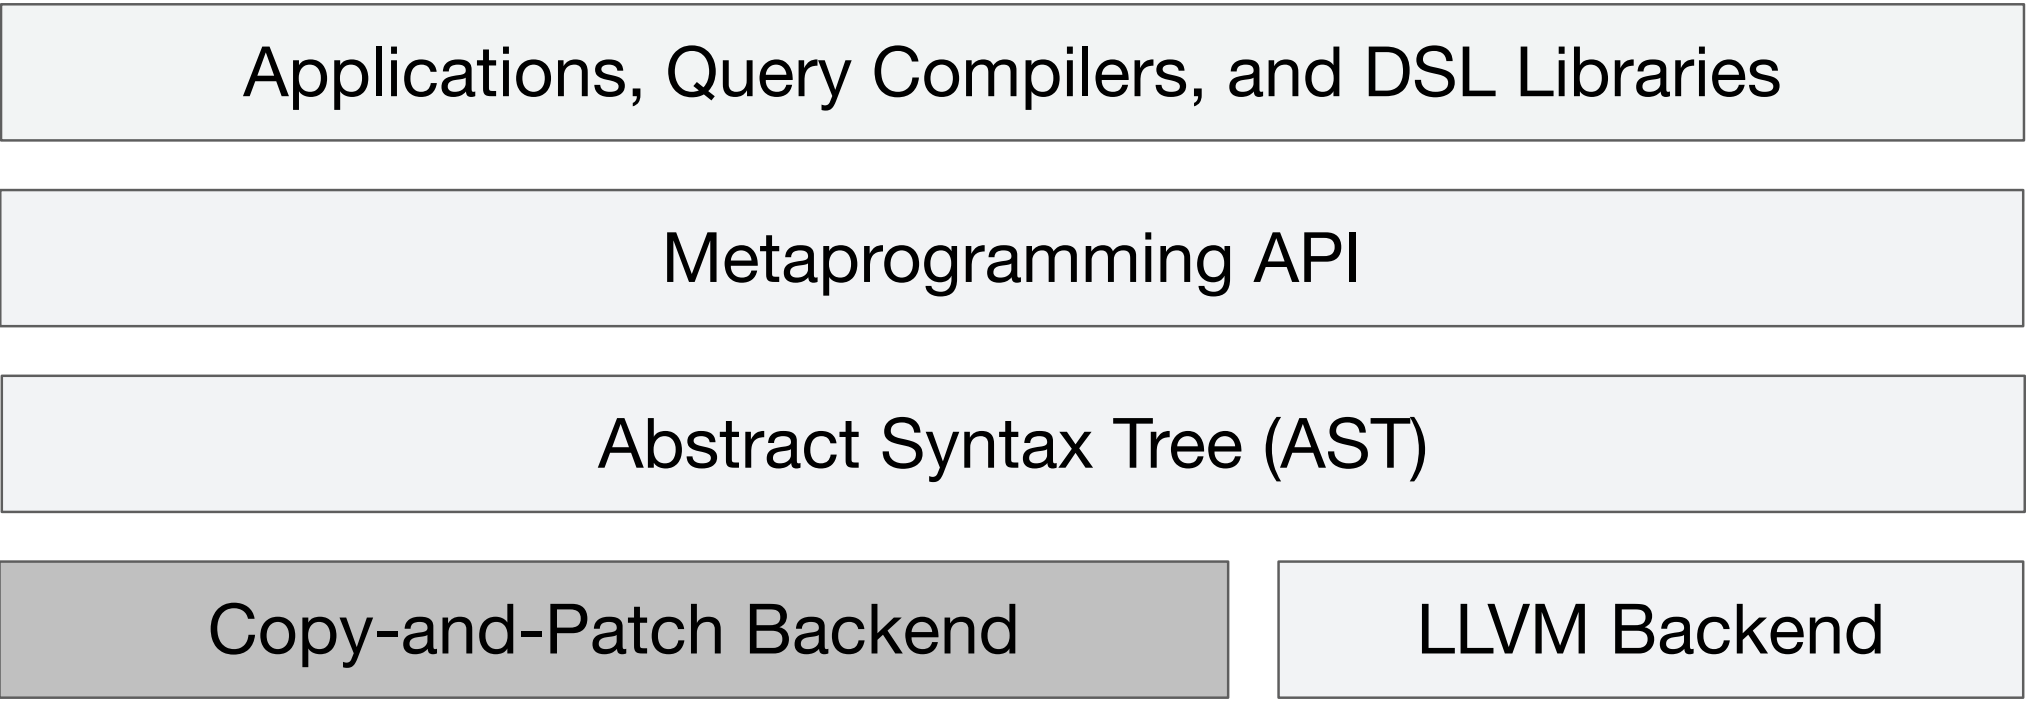 Applications, Query Compilers, and DSL Libraries
Metaprogramming API
Abstract Syntax Tree (AST)
Copy-and-Patch Backend
LLVM Backend